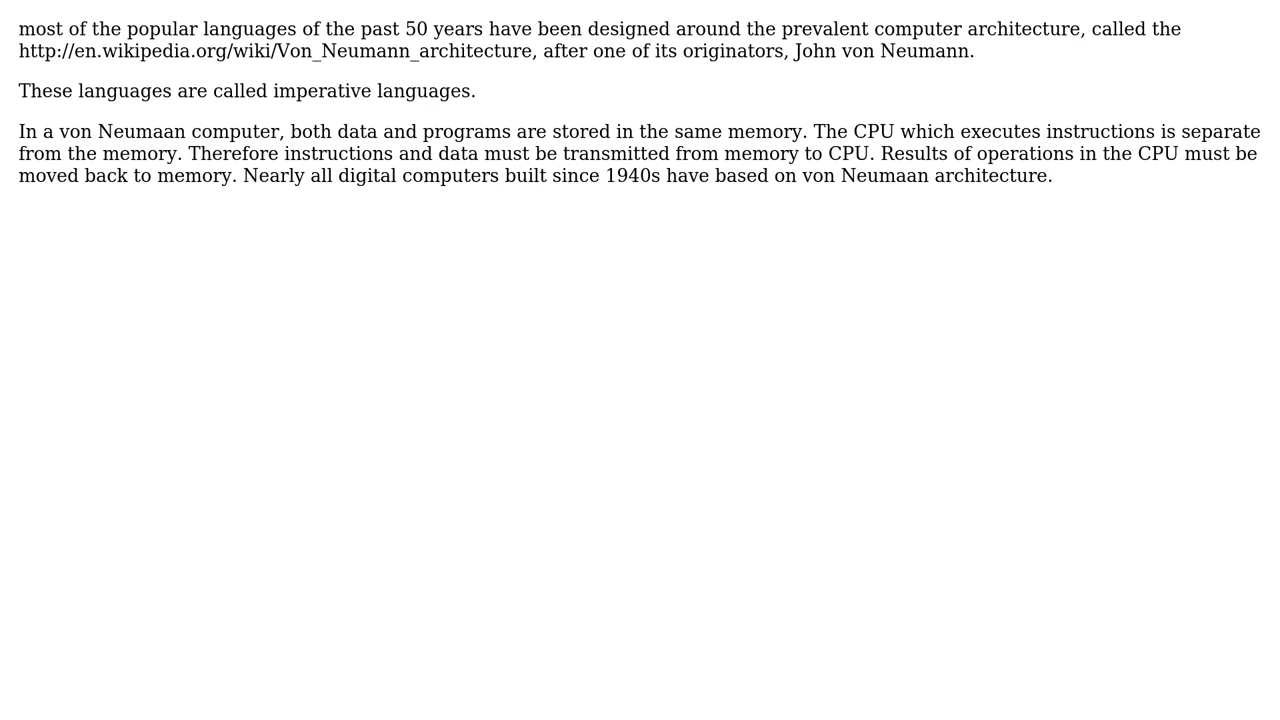 most of the popular languages of the past 50 years have been designed around the prevalent computer architecture, called the
http://en.wikipedia.org/wiki/Von_Neumann_architecture, after one of its originators, John von Neumann.
These languages are called imperative languages.
In a von Neumaan computer, both data and programs are stored in the same memory. The CPU which executes instructions is separate
from the memory. Therefore instructions and data must be transmitted from memory to CPU. Results of operations in the CPU must be
moved back to memory. Nearly all digital computers built since 1940s have based on von Neumaan architecture.